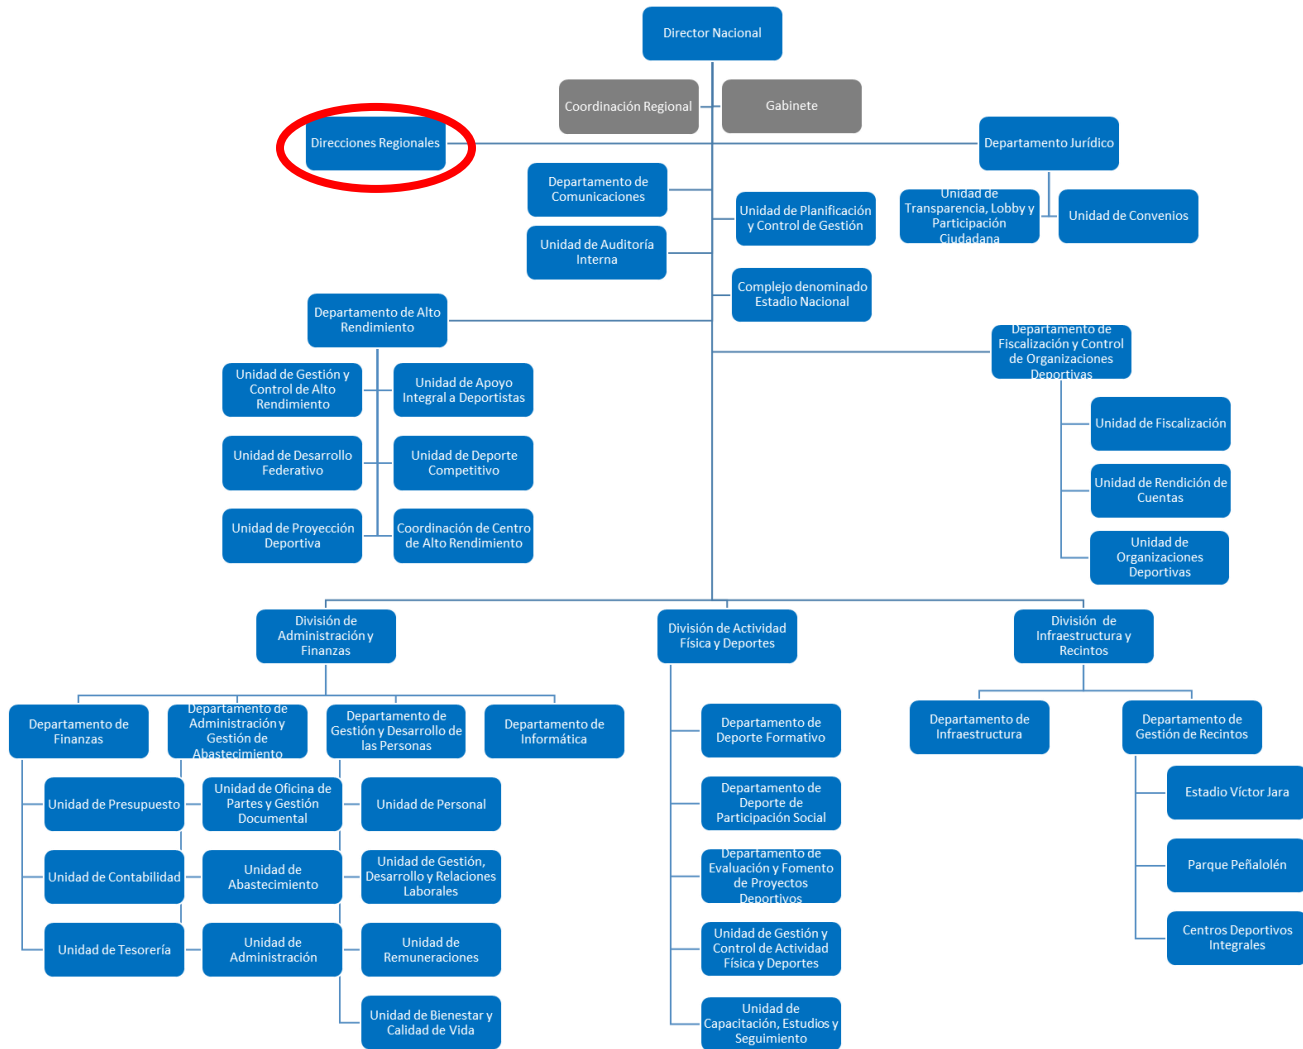 Director Nacional
Coordinación Regional
Gabinete
Direcciones Regionales
Departamento Jurídico
Departamento de
Comunicaciones
Unidad de Planificación
y Control de Gestión
Unidad de
Transparencia, Lobby y
Participación
Ciudadana
Unidad de Convenios
Unidad de Auditoría
Interna
Complejo denominado
Estadio Nacional
Departamento de Alto
Rendimiento
Departamento de
Fiscalización y Control
de Organizaciones
Deportivas
Unidad de Gestión y
Control de Alto
Rendimiento
Unidad de Apoyo
Integral a Deportistas
Unidad de Fiscalización
Unidad de Desarrollo
Federativo
Unidad de Deporte
Competitivo
Unidad de Rendición de
Cuentas
Unidad de Proyección
Deportiva
Coordinación de Centro
de Alto Rendimiento
Unidad de
Organizaciones
Deportivas
División de
Administración y
Finanzas
División de Actividad
Física y Deportes
División de
Infraestructura y
Recintos
Departamento de
Finanzas
Departamento de
Administración y
Gestión de
Abastecimiento
Departamento de
Gestión y Desarrollo de
las Personas
Departamento de
Informática
Departamento de
Deporte Formativo
Departamento de
Infraestructura
Departamento de
Gestión de Recintos
Unidad de Presupuesto
Unidad de Oficina de
Partes y Gestión
Documental
Unidad de Personal
Departamento de
Deporte de
Participación Social
Estadio Víctor Jara
Unidad de Contabilidad
Unidad de
Abastecimiento
Unidad de Gestión,
Desarrollo y Relaciones
Laborales
Departamento de
Evaluación y Fomento
de Proyectos
Deportivos
Parque Peñalolén
Unidad de Tesorería
Unidad de
Administración
Unidad de
Remuneraciones
Unidad de Gestión y
Control de Actividad
Física y Deportes
Centros Deportivos
Integrales
Unidad de Bienestar y
Calidad de Vida
Unidad de
Capacitación, Estudios y
Seguimiento